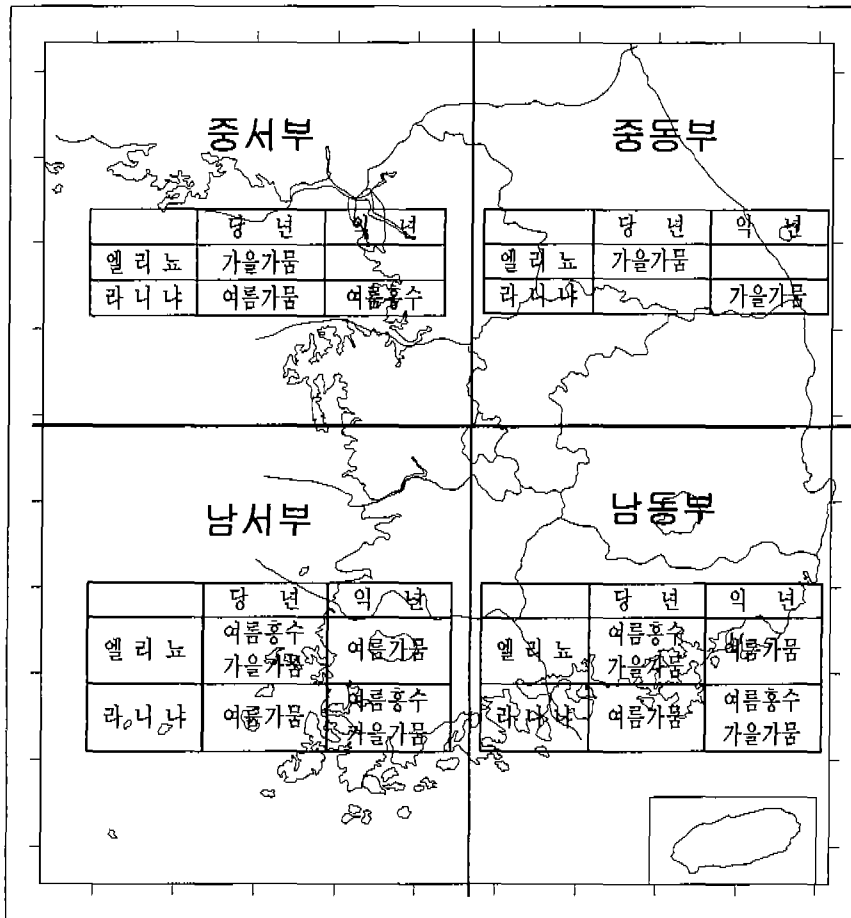 중서부
당 년 익 년
엘 리 뇨 가을가뭄
라 니 냐 여름가뭄 여름홍수
중동부
당 년 익 년
엘 리 뇨 가을가뭄
라 니 냐 가을가뭄
남서부
당 년 익 년
엘 리 뇨 여름홍수 가을가뭄 여름가뭄
라 니 냐 여름가뭄 여름홍수 가을가뭄
남동부
당 년 익 년
엘 리 뇨 여름홍수 가을가뭄 여름가뭄
라 니 냐 여름가뭄 여름홍수 가을가뭄